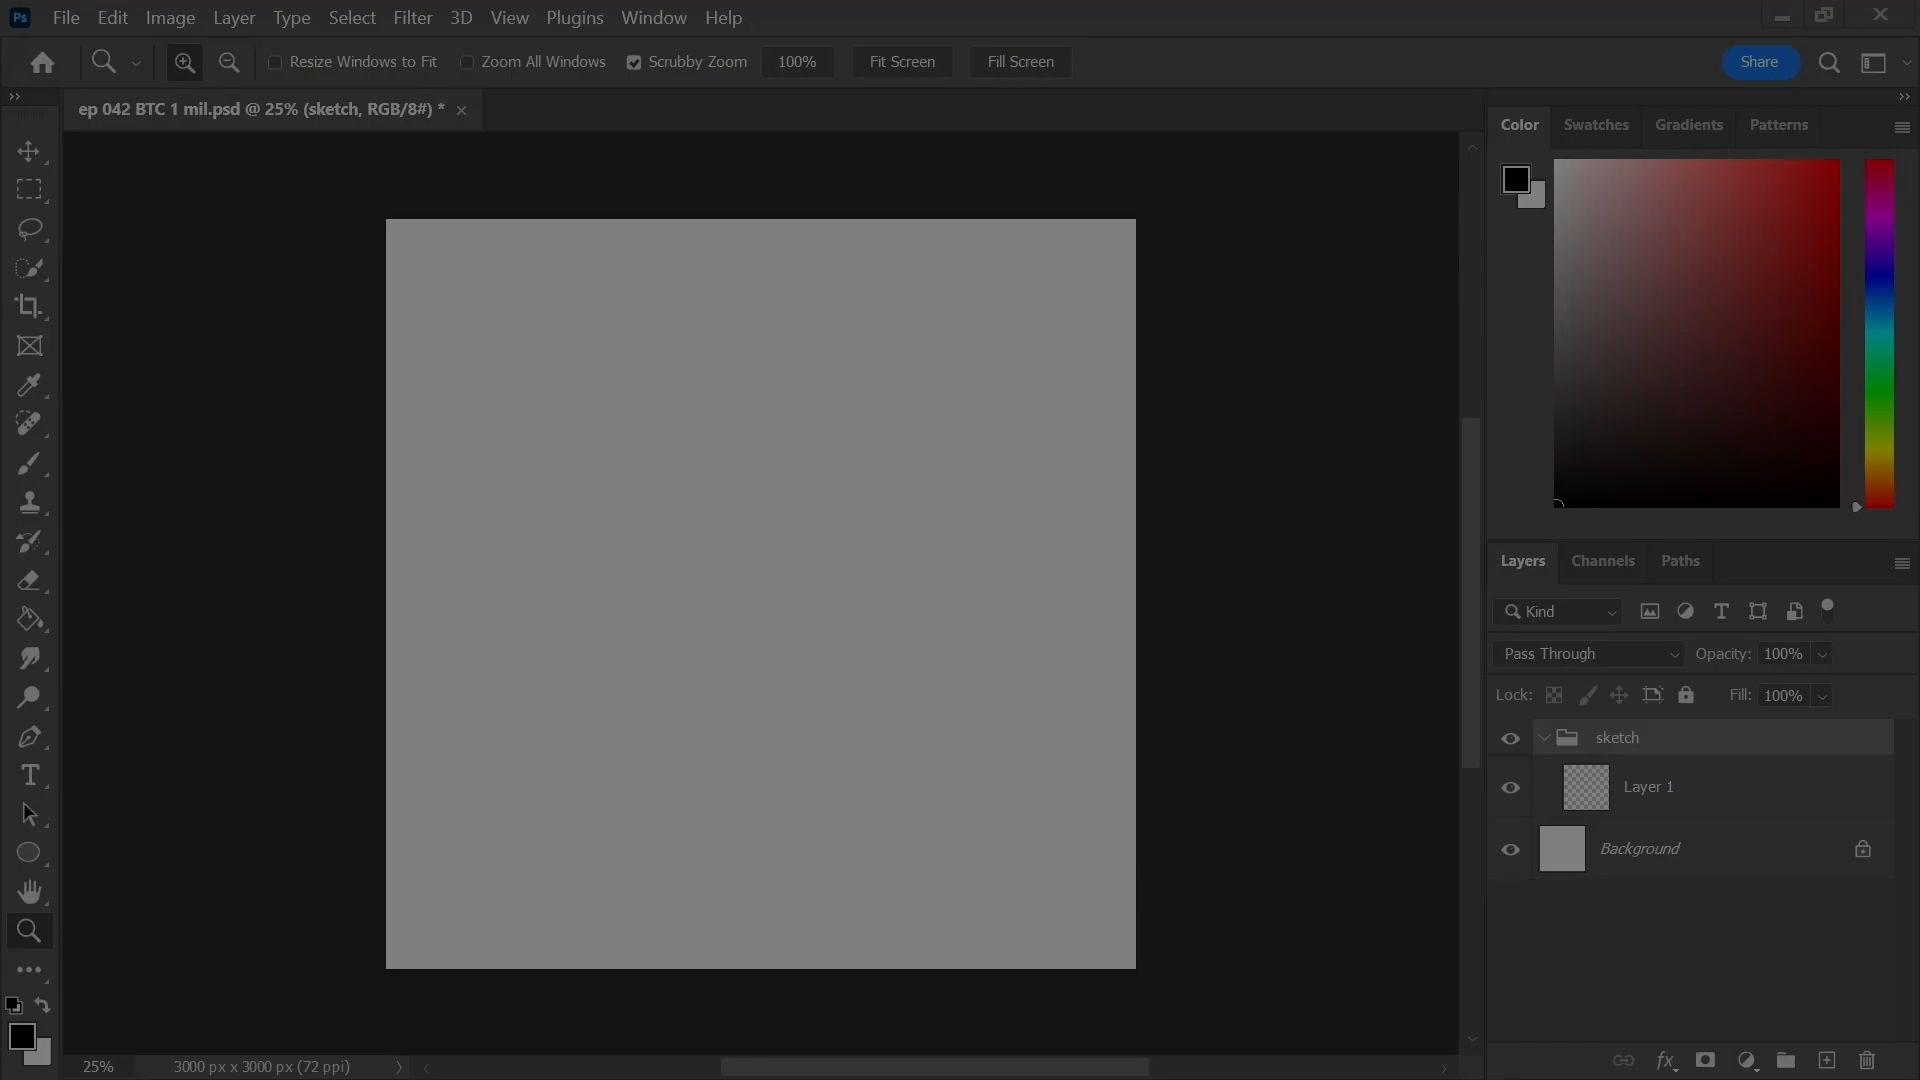 Ps File Edit Image Layer Type Select Filter 3D View Plugins Window Help
Resize Windows to Fit Zoom All Windows Scrubby Zoom 100% Fit Screen Fill Screen Share
ep 042 BTC 1 mil.psd @ 25% (sketch, RGB/8#) *
Color Swatches Gradients Patterns
Layers Channels Paths
Kind
Pass Through Opacity: 100%
Lock: Fill: 100%
sketch
Layer 1
Background
25% 3000 px x 3000 px (72 ppi)